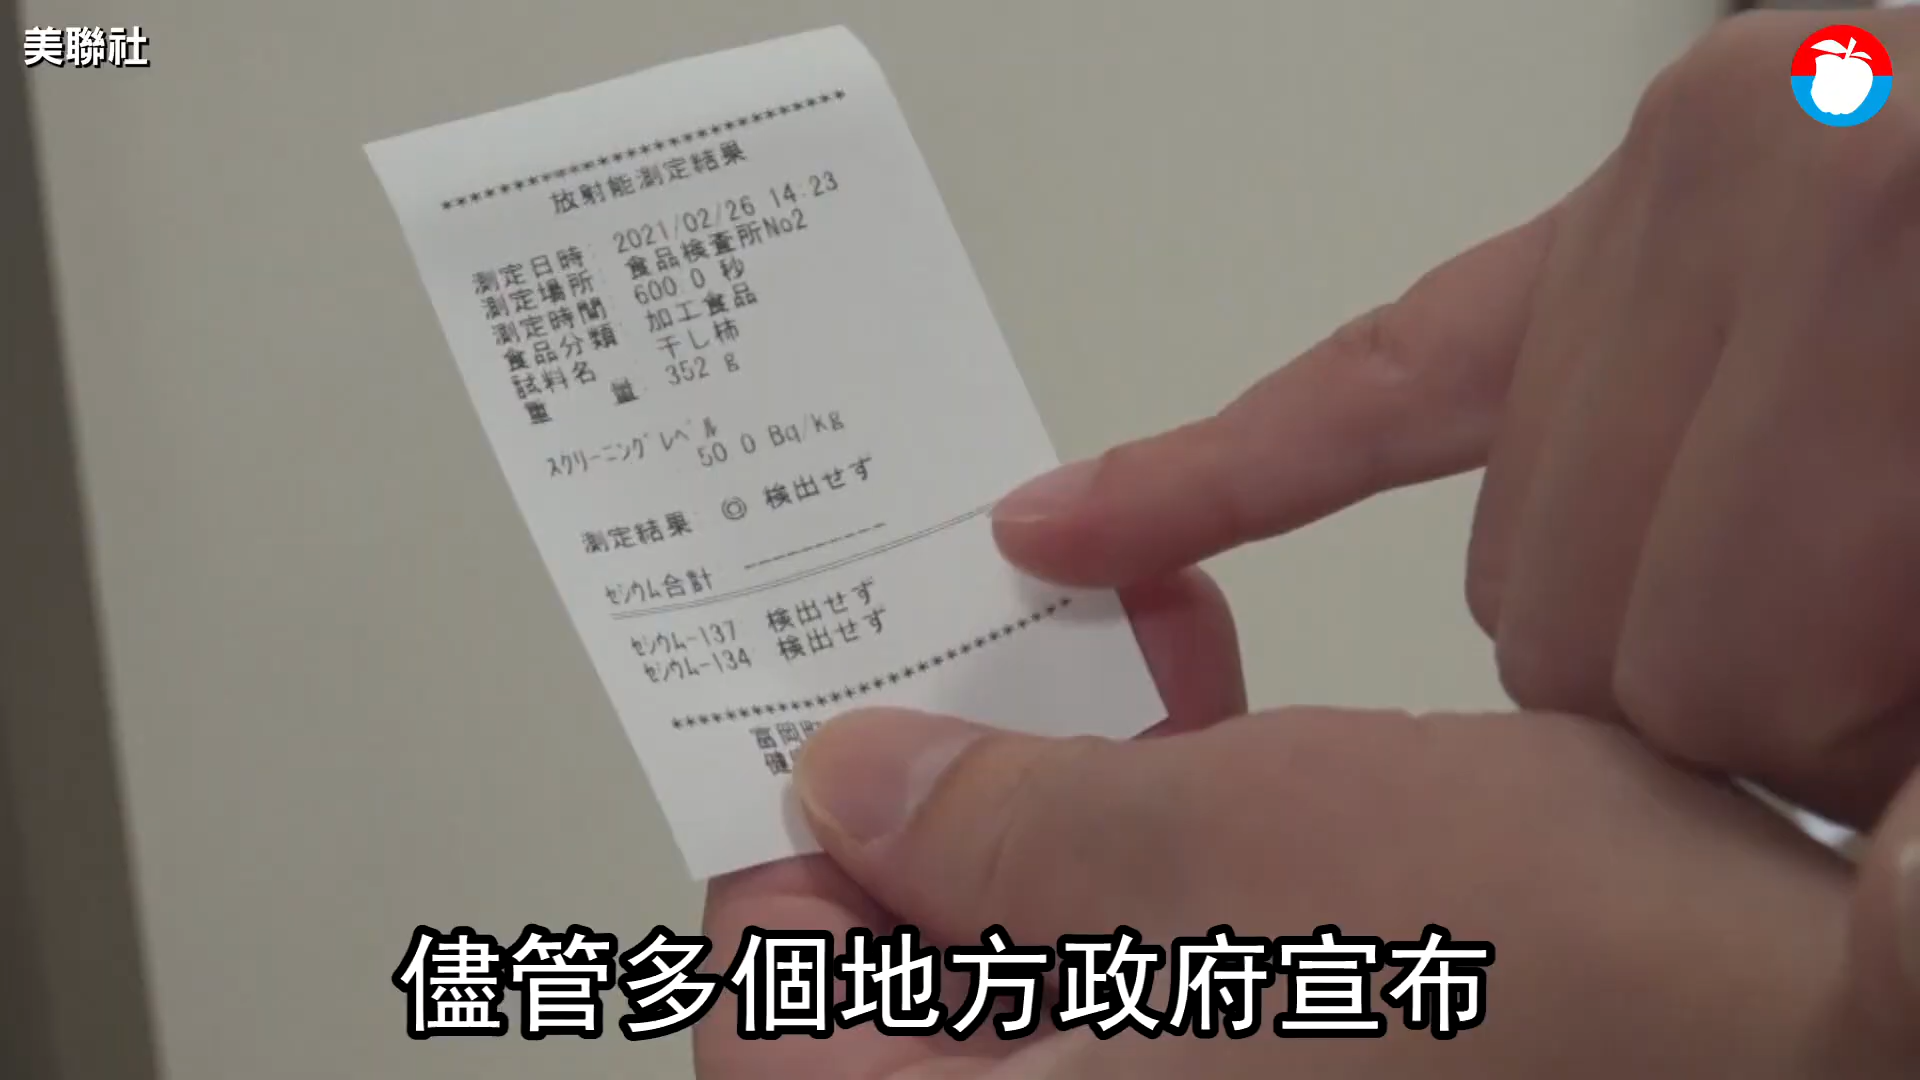 美聯社
******************************
放射能測定結果
測定日時: 2021/02/26 14:23
測定場所: 食品検査所No2
測定時間: 600.0 秒
食品分類: 加工食品
試料名: 干し柿
重 量: 352 g
ｽｸﾘｰﾆﾝｸﾞﾚﾍﾞﾙ
50.0 Bq/kg
測定結果: ◎ 検出せず
ｾｼｳﾑ合計 ----------
ｾｼｳﾑ-137 検出せず
ｾｼｳﾑ-134 検出せず
******************************
富岡町
健
儘管多個地方政府宣布